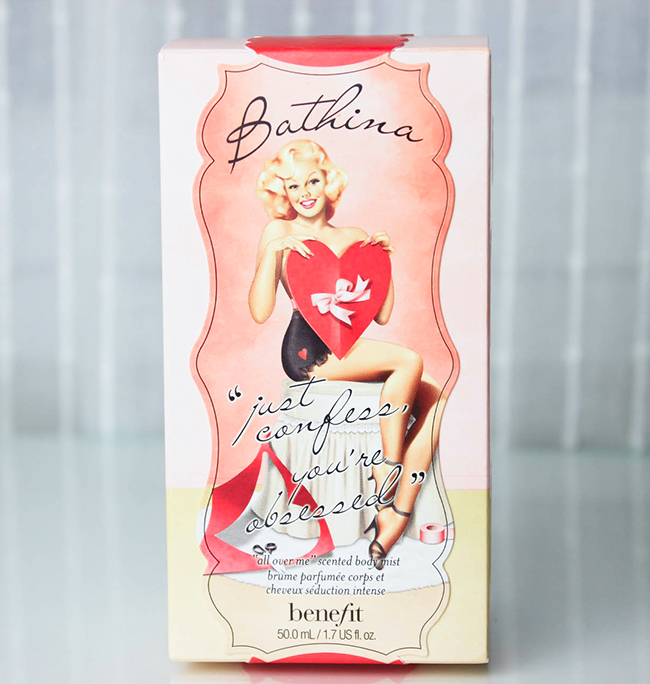 Bathina
“just
confess,
you're
obsessed”
"all over me" scented body mist
brume parfumée corps et
cheveux séduction intense
benefit
50.0 mL / 1.7 US fl. oz.